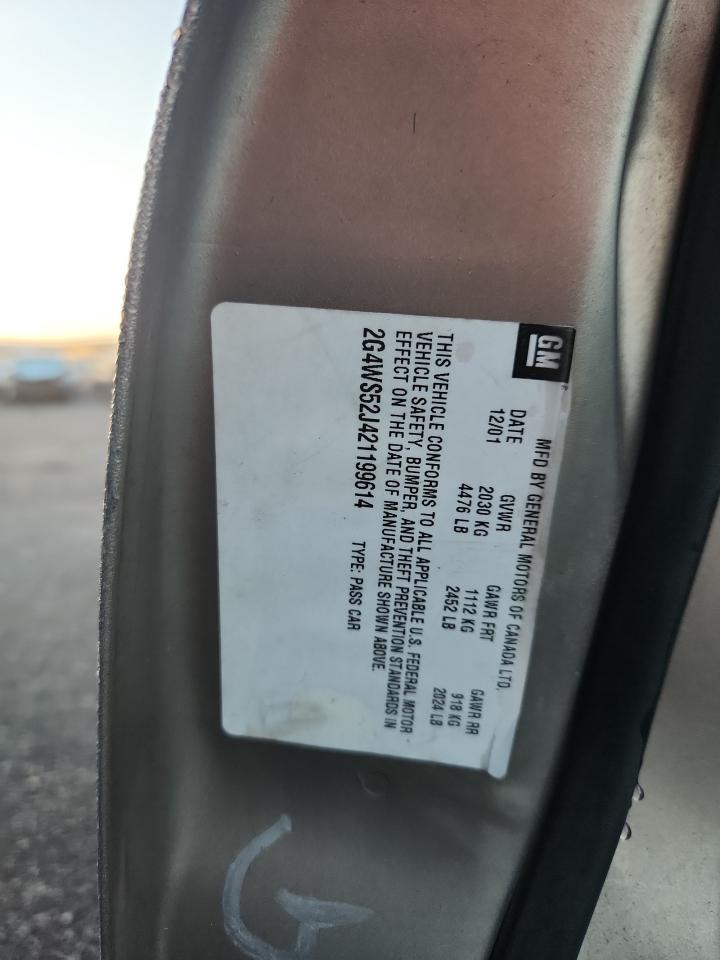 GM
MFD BY GENERAL MOTORS OF CANADA LTD.
DATE GVWR GAWR FRT GAWR RR
12/01 2030 KG 1112 KG 918 KG
4476 LB 2452 LB 2024 LB
THIS VEHICLE CONFORMS TO ALL APPLICABLE U.S. FEDERAL MOTOR
VEHICLE SAFETY, BUMPER, AND THEFT PREVENTION STANDARDS IN
EFFECT ON THE DATE OF MANUFACTURE SHOWN ABOVE.
2G4WS52J421199614 TYPE: PASS CAR
G